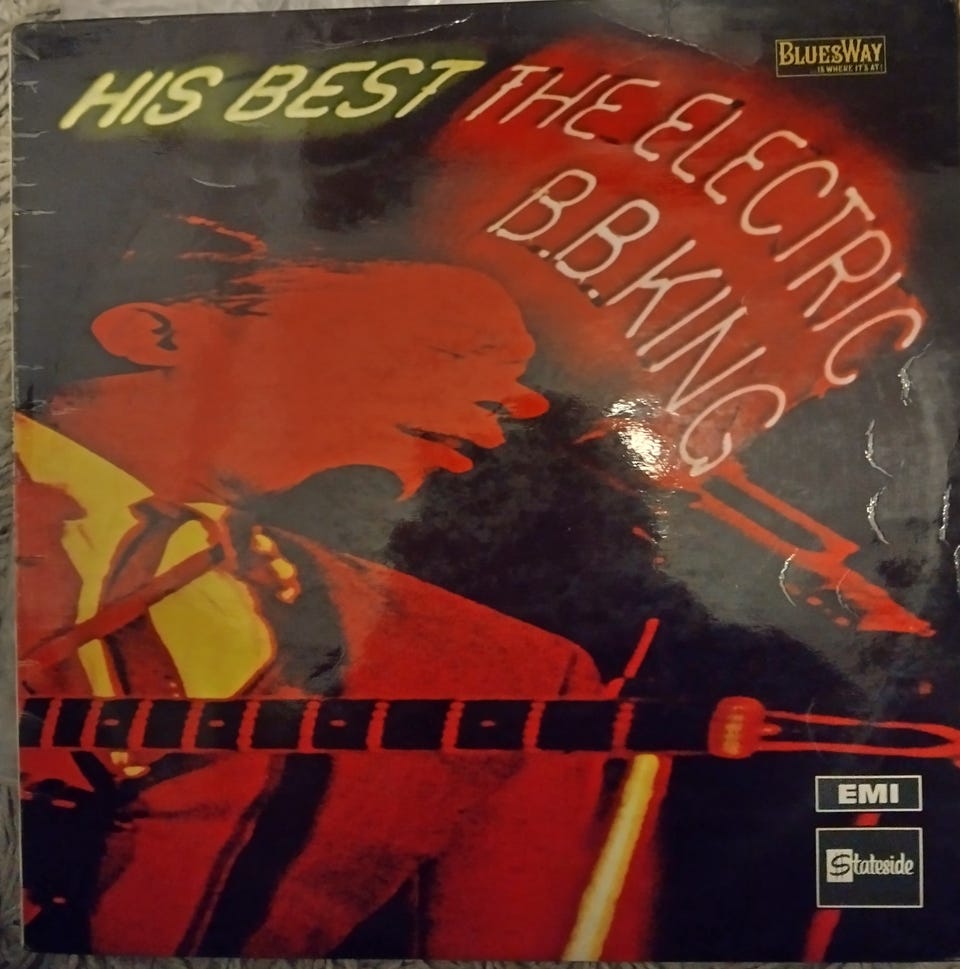 HIS BEST THE ELECTRIC
B.B. KING
BLUESWAY
...IS WHERE IT'S AT!
EMI
Stateside